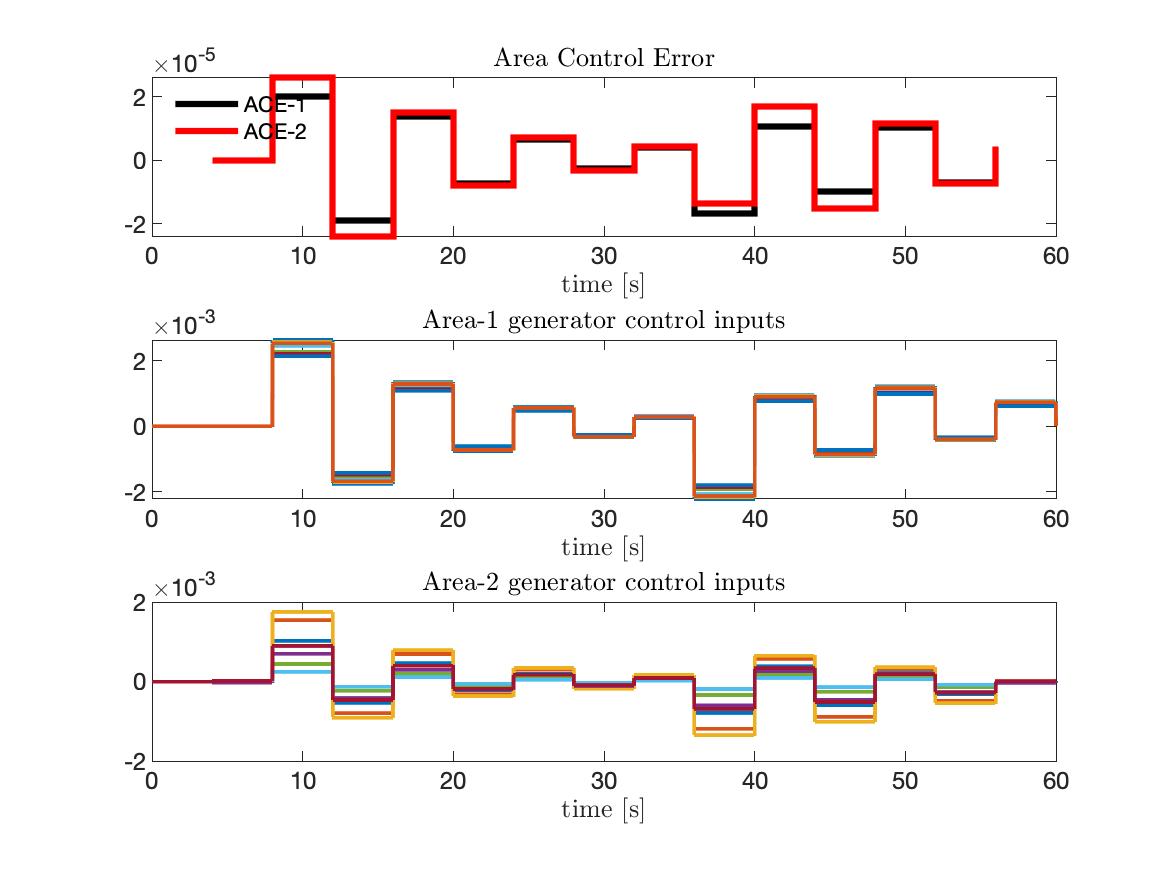 Area Control Error
×10-5
2
0
-2
ACE-1
ACE-2
0 10 20 30 40 50 60
time [s]
Area-1 generator control inputs
×10-3
2
0
-2
0 10 20 30 40 50 60
time [s]
Area-2 generator control inputs
×10-3
2
0
-2
0 10 20 30 40 50 60
time [s]